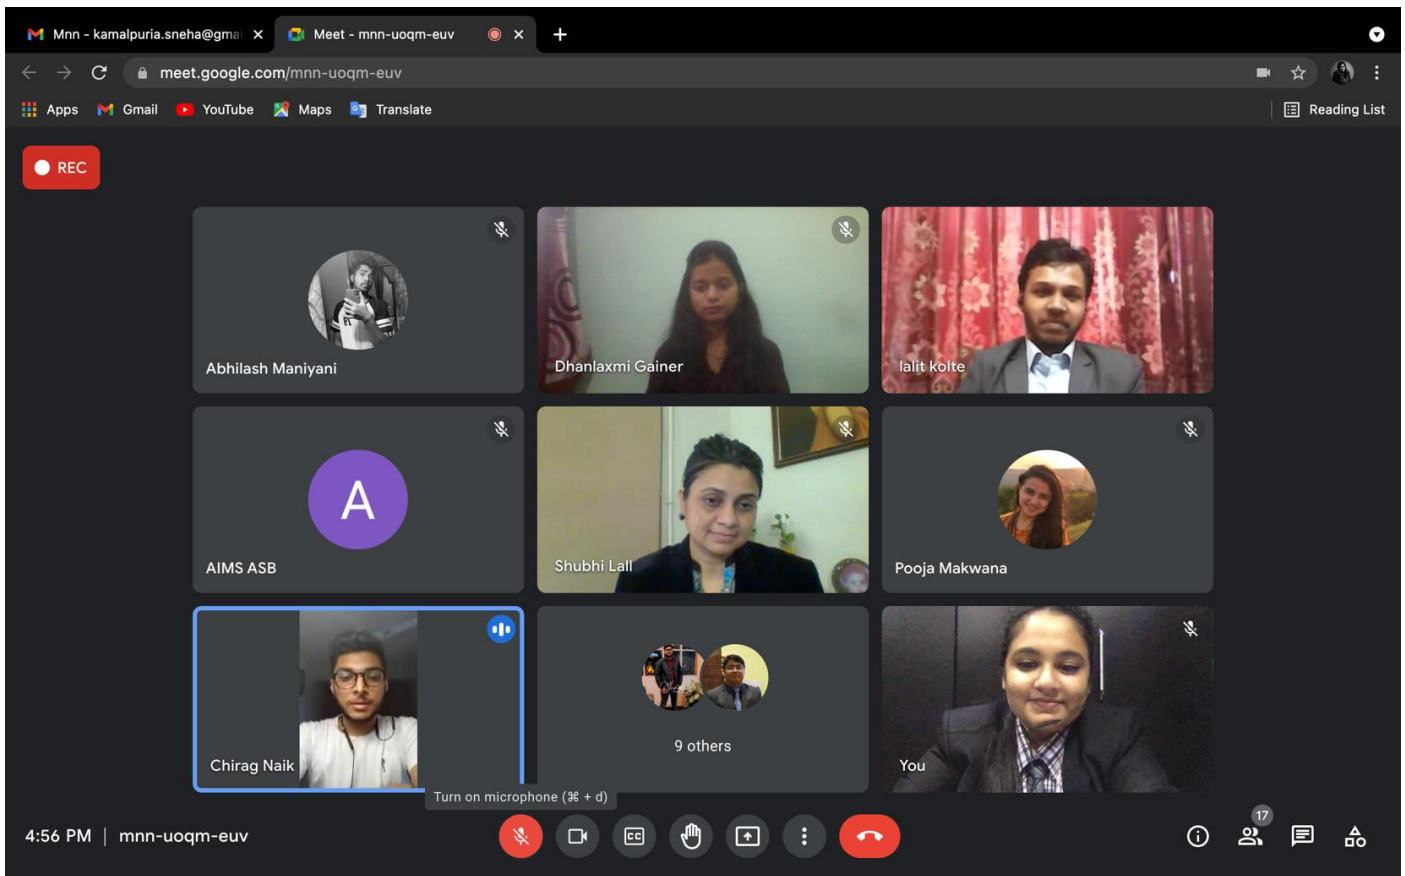 Mnn - kamalpuria.sneha@gmai
Meet - mnn-uoqm-euv
meet.google.com/mnn-uoqm-euv
Apps
Gmail
YouTube
Maps
Translate
Reading List
REC
Abhilash Maniyani
Dhanlaxmi Gainer
lalit kolte
A
AIMS ASB
Shubhi Lall
Pooja Makwana
Chirag Naik
9 others
You
Turn on microphone (⌘ + d)
4:56 PM | mnn-uoqm-euv
CC
17